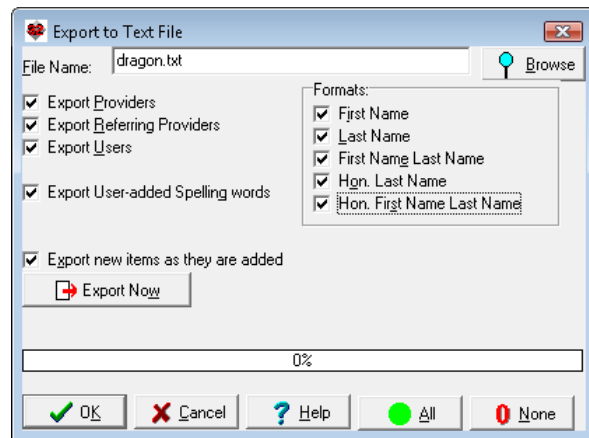 Export to Text File
File Name: dragon.txt Browse
Formats:
Export Providers
Export Referring Providers
Export Users
Export User-added Spelling words
First Name
Last Name
First Name Last Name
Hon. Last Name
Hon. First Name Last Name
Export new items as they are added
Export Now
0%
OK Cancel Help All None